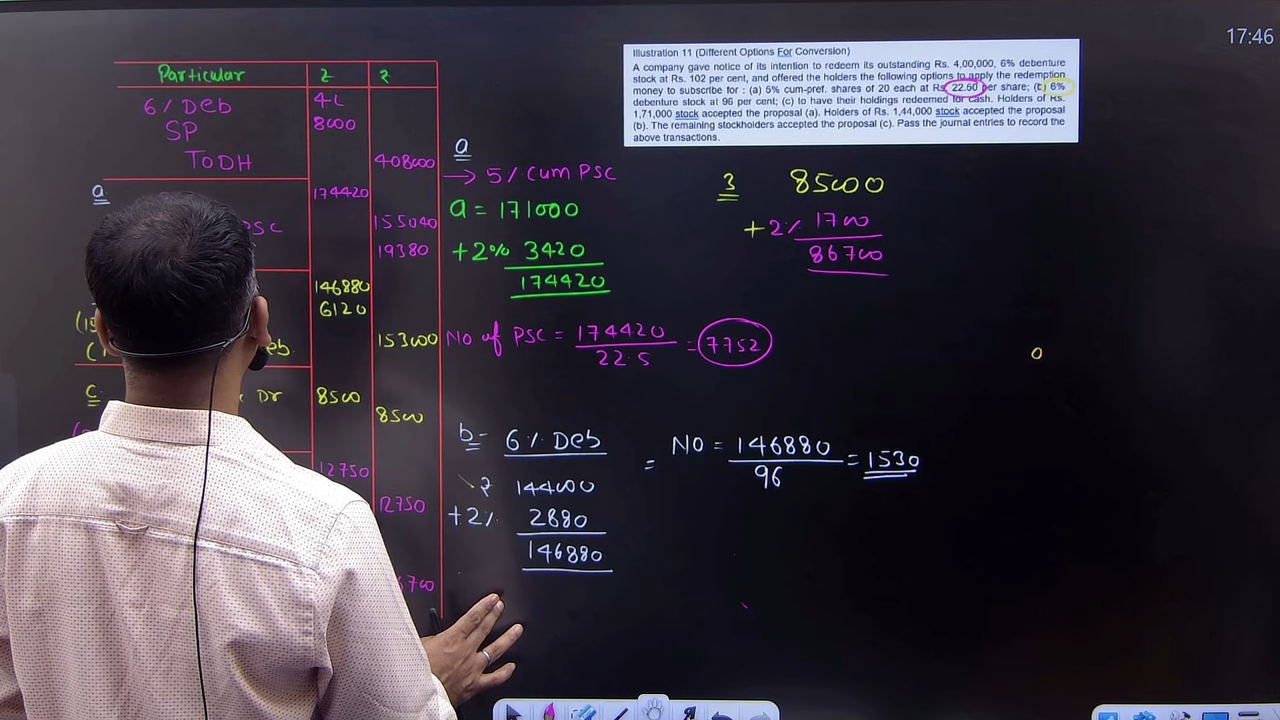 17:46
Illustration 11 (Different Options For Conversion)
A company gave notice of its intention to redeem its outstanding Rs. 4,00,000, 6% debenture
stock at Rs. 102 per cent, and offered the holders the following options to apply the redemption
money to subscribe for : (a) 5% cum-pref. shares of 20 each at Rs. 22.50 per share; (b) 6%
debenture stock at 96 per cent; (c) to have their holdings redeemed for cash. Holders of Rs.
1,71,000 stock accepted the proposal (a). Holders of Rs. 1,44,000 stock accepted the proposal
(b). The remaining stockholders accepted the proposal (c). Pass the journal entries to record the
above transactions.
Particular ₹ ₹
6% Deb 4L
SP 8000
To DH 408000
a 174420
PSC 155040
19380
146880
6120
eb. 153000
c Dr 8500
8500
12750
12750
6700
a
→ 5% Cum PSC
a = 171000
+2% 3420
174420
No of PSC = 174420
22.5
= 7752
b- 6% Deb
₹ 144000
+2% 2880
146880
= NO = 146880
96
= 1530
3 85000
+2% 1700
86700